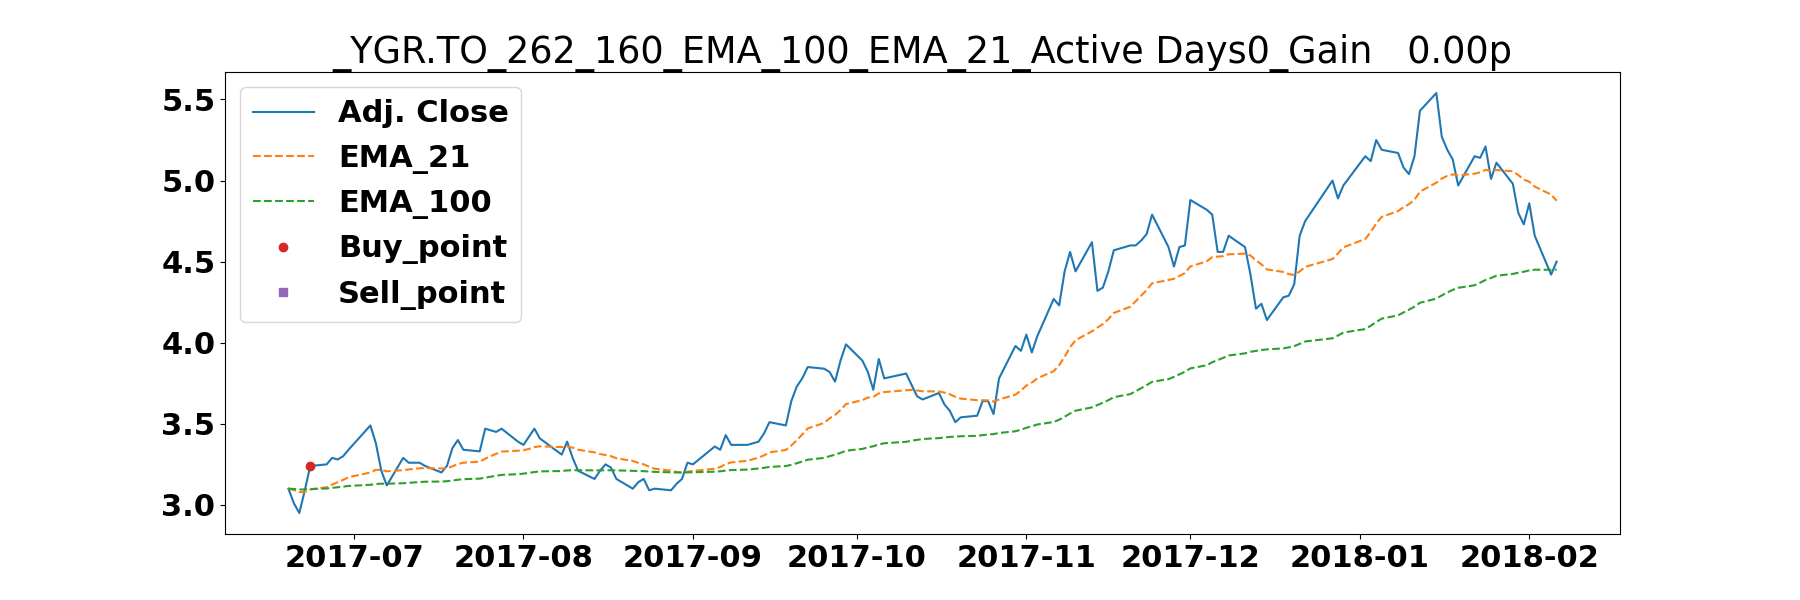 _YGR.TO_262_160_EMA_100_EMA_21_Active Days0_Gain   0.00p
Adj. Close
EMA_21
EMA_100
Buy_point
Sell_point
5.5
5.0
4.5
4.0
3.5
3.0
2017-07 2017-08 2017-09 2017-10 2017-11 2017-12 2018-01 2018-02